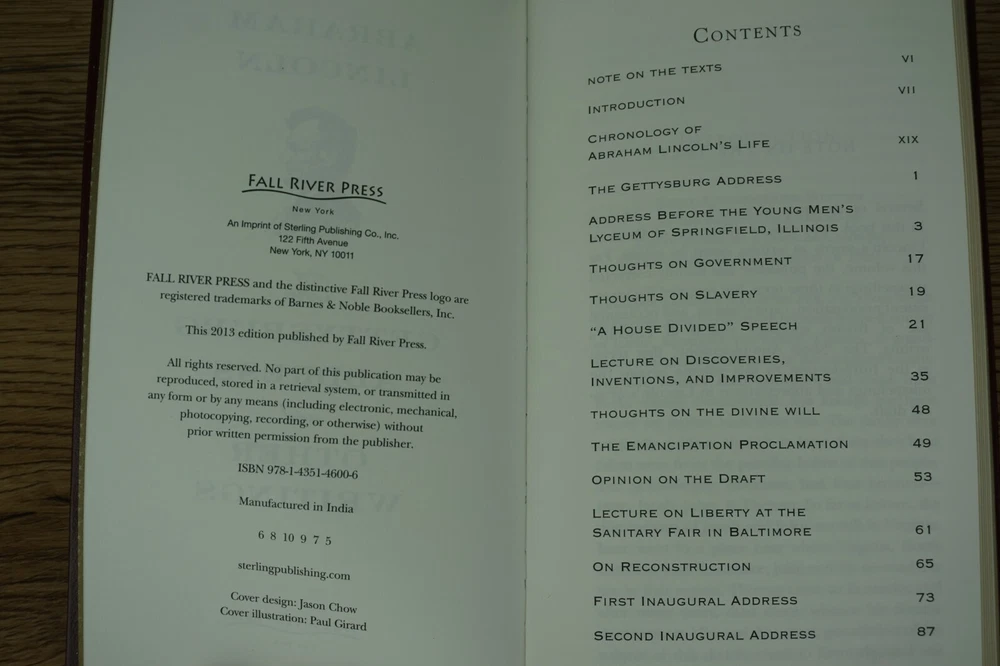 FALL RIVER PRESS
New York
An Imprint of Sterling Publishing Co., Inc.
122 Fifth Avenue
New York, NY 10011
FALL RIVER PRESS and the distinctive Fall River Press logo are
registered trademarks of Barnes & Noble Booksellers, Inc.
This 2013 edition published by Fall River Press.
All rights reserved. No part of this publication may be
reproduced, stored in a retrieval system, or transmitted in
any form or by any means (including electronic, mechanical,
photocopying, recording, or otherwise) without
prior written permission from the publisher.
ISBN 978-1-4351-4600-6
Manufactured in India
6 8 10 9 7 5
sterlingpublishing.com
Cover design: Jason Chow
Cover illustration: Paul Girard
CONTENTS
NOTE ON THE TEXTS VI
INTRODUCTION VII
CHRONOLOGY OF
ABRAHAM LINCOLN'S LIFE XIX
THE GETTYSBURG ADDRESS 1
ADDRESS BEFORE THE YOUNG MEN'S
LYCEUM OF SPRINGFIELD, ILLINOIS 3
THOUGHTS ON GOVERNMENT 17
THOUGHTS ON SLAVERY 19
"A HOUSE DIVIDED" SPEECH 21
LECTURE ON DISCOVERIES,
INVENTIONS, AND IMPROVEMENTS 35
THOUGHTS ON THE DIVINE WILL 48
THE EMANCIPATION PROCLAMATION 49
OPINION ON THE DRAFT 53
LECTURE ON LIBERTY AT THE
SANITARY FAIR IN BALTIMORE 61
ON RECONSTRUCTION 65
FIRST INAUGURAL ADDRESS 73
SECOND INAUGURAL ADDRESS 87